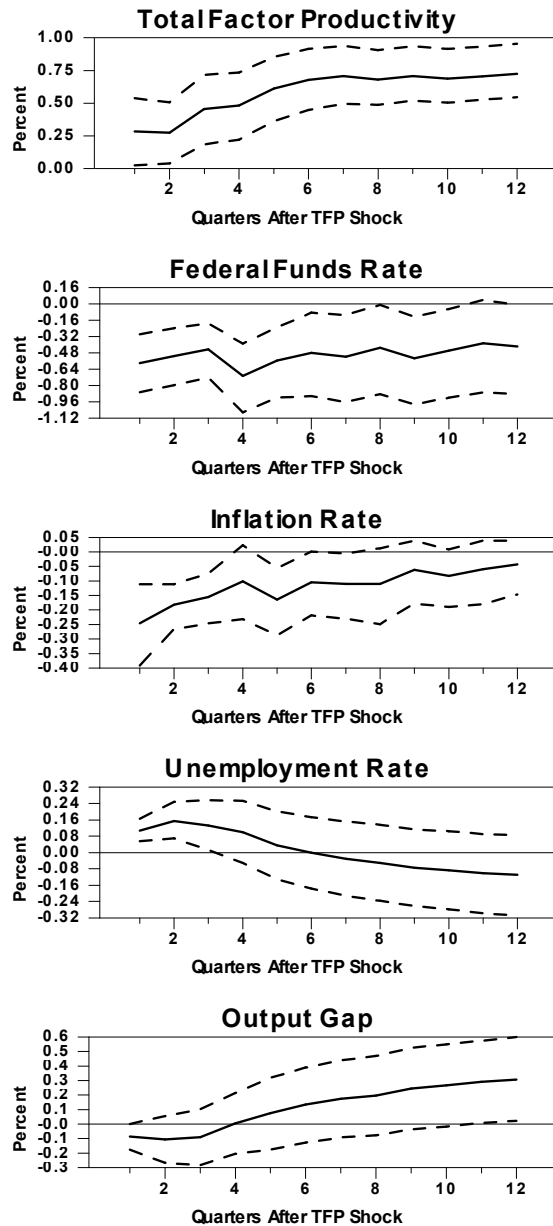 Total Factor Productivity
1.00
0.75
0.50
0.25
0.00
Percent
2 4 6 8 10 12
Quarters After TFP Shock
Federal Funds Rate
0.16
0.00
-0.16
-0.32
-0.48
-0.64
-0.80
-0.96
-1.12
Percent
2 4 6 8 10 12
Quarters After TFP Shock
Inflation Rate
0.05
-0.00
-0.05
-0.10
-0.15
-0.20
-0.25
-0.30
-0.35
-0.40
Percent
2 4 6 8 10 12
Quarters After TFP Shock
Unemployment Rate
0.32
0.24
0.16
0.08
0.00
-0.08
-0.16
-0.24
-0.32
Percent
2 4 6 8 10 12
Quarters After TFP Shock
Output Gap
0.6
0.5
0.4
0.3
0.2
0.1
-0.0
-0.1
-0.2
-0.3
Percent
2 4 6 8 10 12
Quarters After TFP Shock